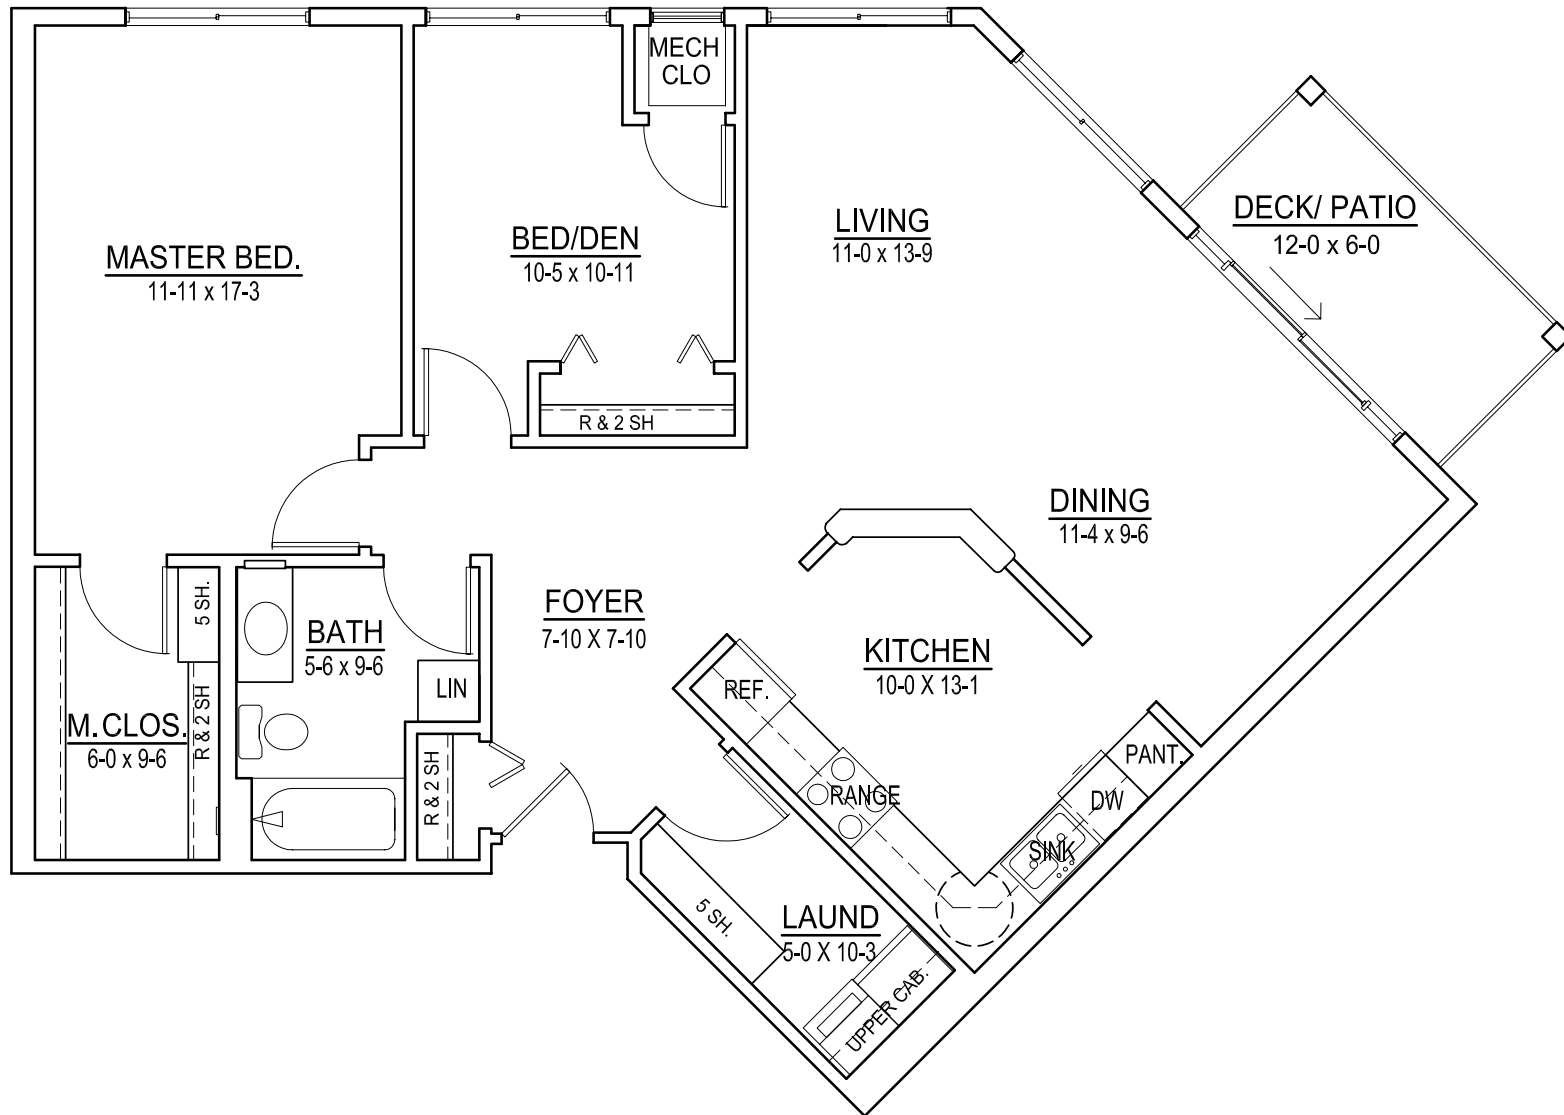 MECH
CLO
MASTER BED.
11-11 x 17-3
BED/DEN
10-5 x 10-11
LIVING
11-0 x 13-9
DECK/ PATIO
12-0 x 6-0
R & 2 SH
DINING
11-4 x 9-6
FOYER
7-10 X 7-10
KITCHEN
10-0 X 13-1
5 SH.
BATH
5-6 x 9-6
LIN
M.CLOS.
6-0 x 9-6
R & 2 SH
R & 2 SH
REF.
RANGE
PANT.
DW
SINK
LAUND
5-0 X 10-3
5 SH.
UPPER CAB.